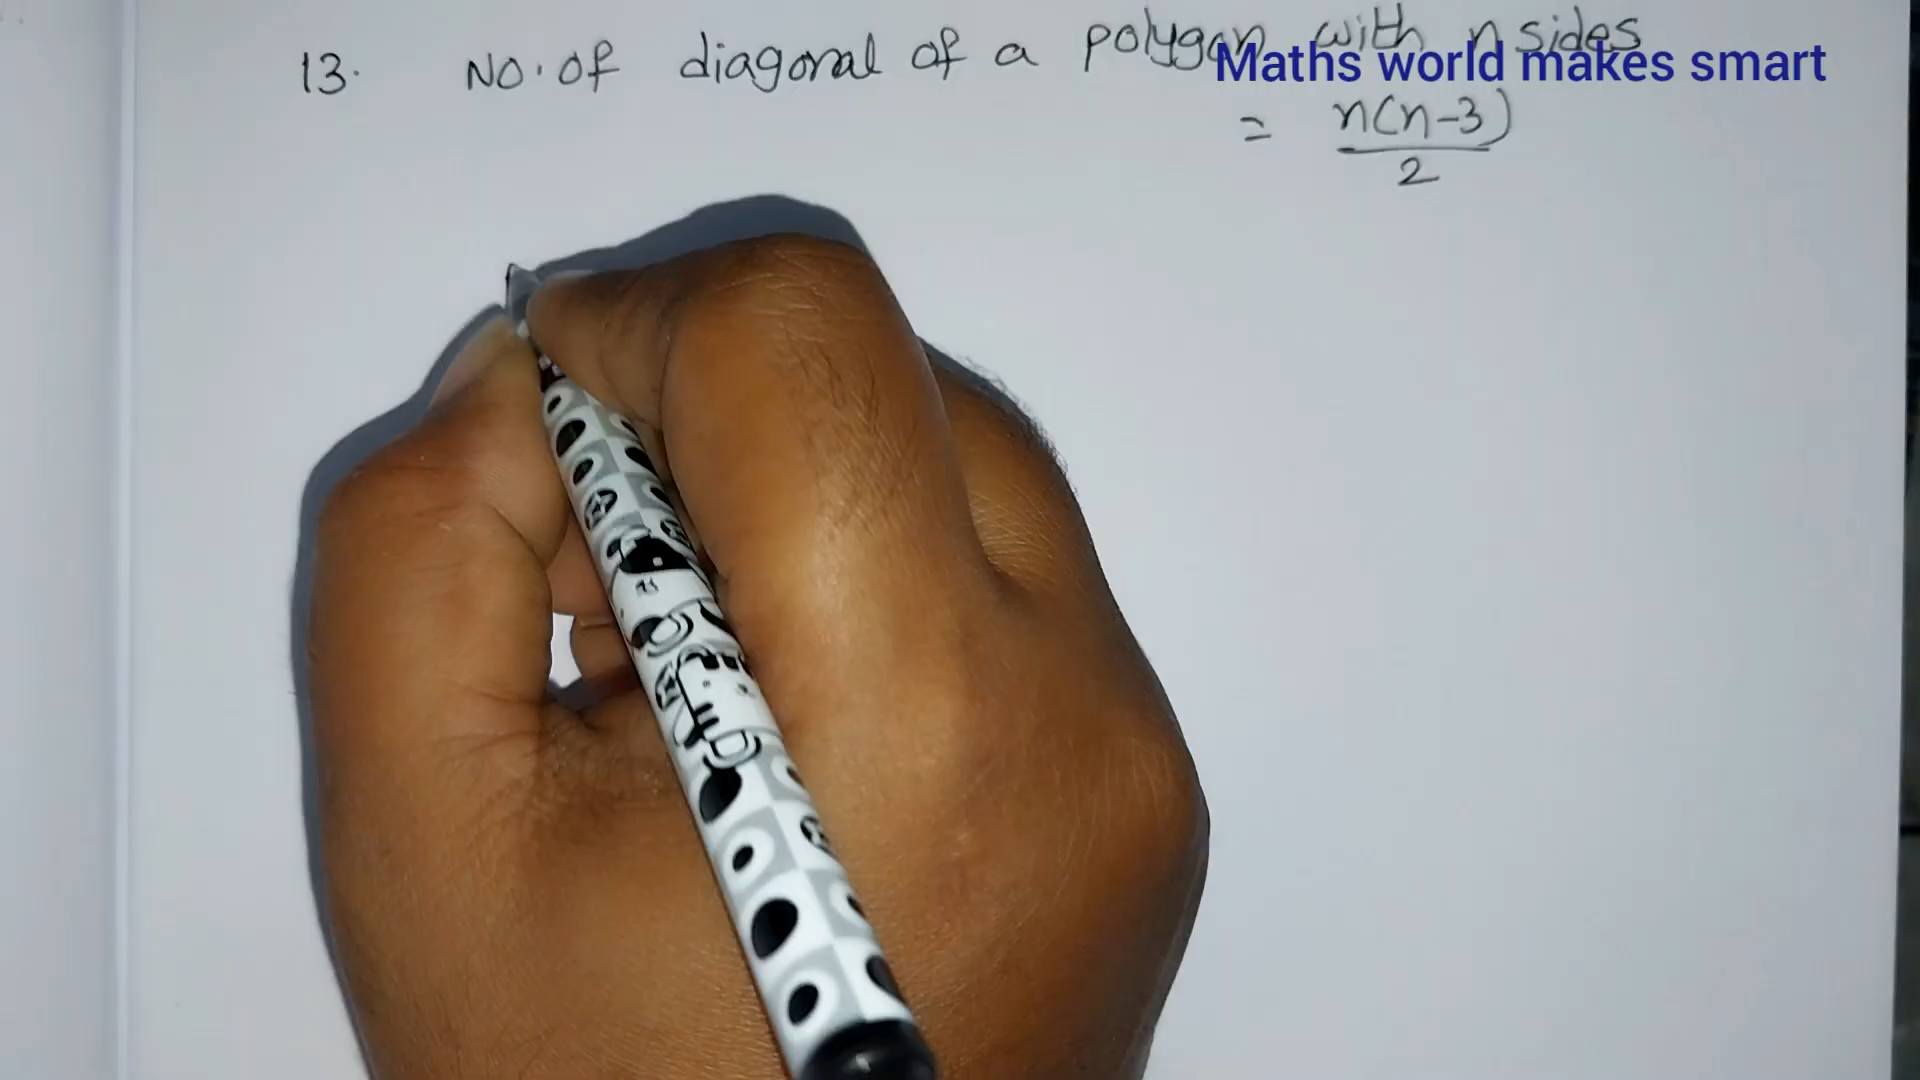 13. No. of diagonal of a polygon with n sides
Maths world makes smart
= n(n-3)/2